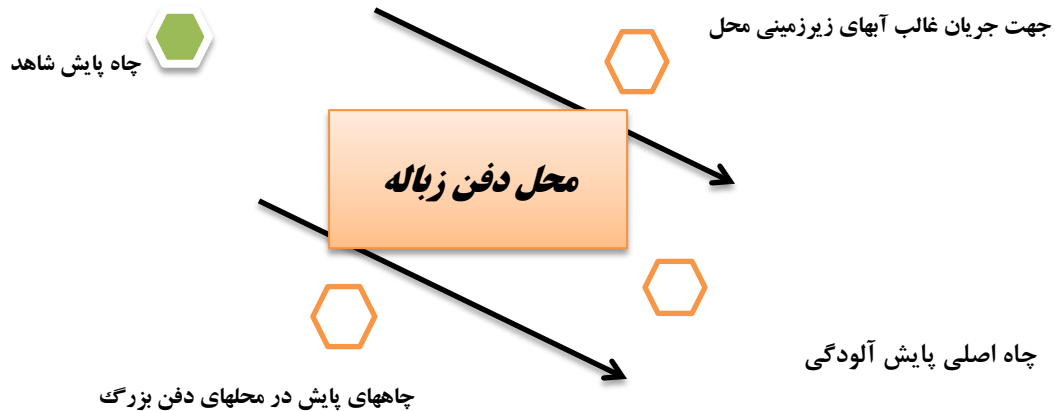 جهت جریان غالب آبهای زیرزمینی محل
چاه پایش شاهد
محل دفن زباله
چاه اصلی پایش آلودگی
چاههای پایش در محلهای دفن بزرگ